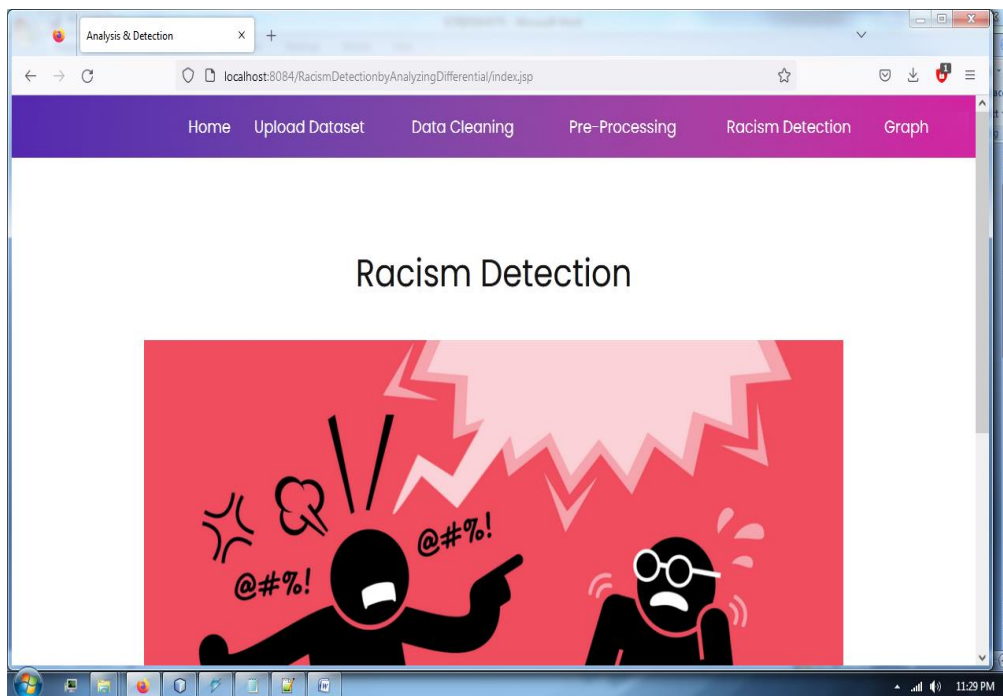 Analysis & Detection
localhost:8084/RacismDetectionbyAnalyzingDifferential/index.jsp
1
Home Upload Dataset Data Cleaning Pre-Processing Racism Detection Graph
Racism Detection
@#%!
@#%!
11:29 PM